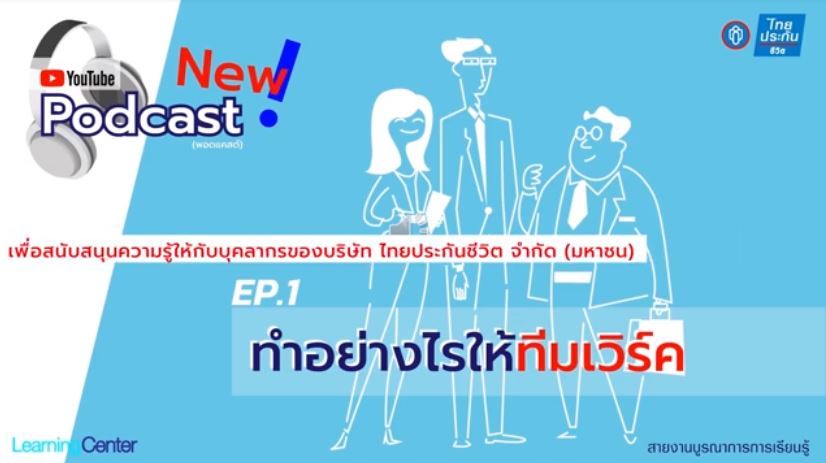 YouTube
New!
Podcast
(พอดแคสต์)
ไทย
ประกัน
ชีวิต
เพื่อสนับสนุนความรู้ให้กับบุคลากรของบริษัท ไทยประกันชีวิต จำกัด (มหาชน)
EP.1
ทำอย่างไรให้ทีมเวิร์ค
Learning Center
สายงานบูรณาการการเรียนรู้